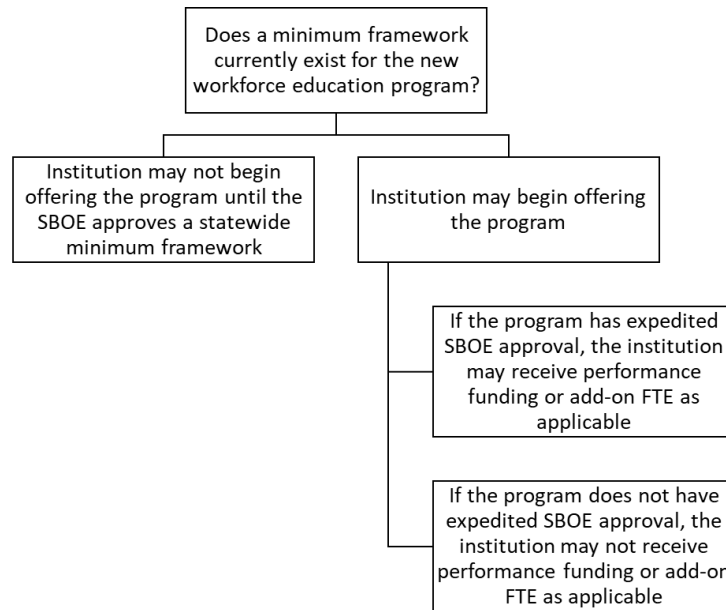 Does a minimum framework
currently exist for the new
workforce education program?
Institution may not begin
offering the program until the
SBOE approves a statewide
minimum framework
Institution may begin offering
the program
If the program has expedited
SBOE approval, the institution
may receive performance
funding or add-on FTE as
applicable
If the program does not have
expedited SBOE approval, the
institution may not receive
performance funding or add-on
FTE as applicable